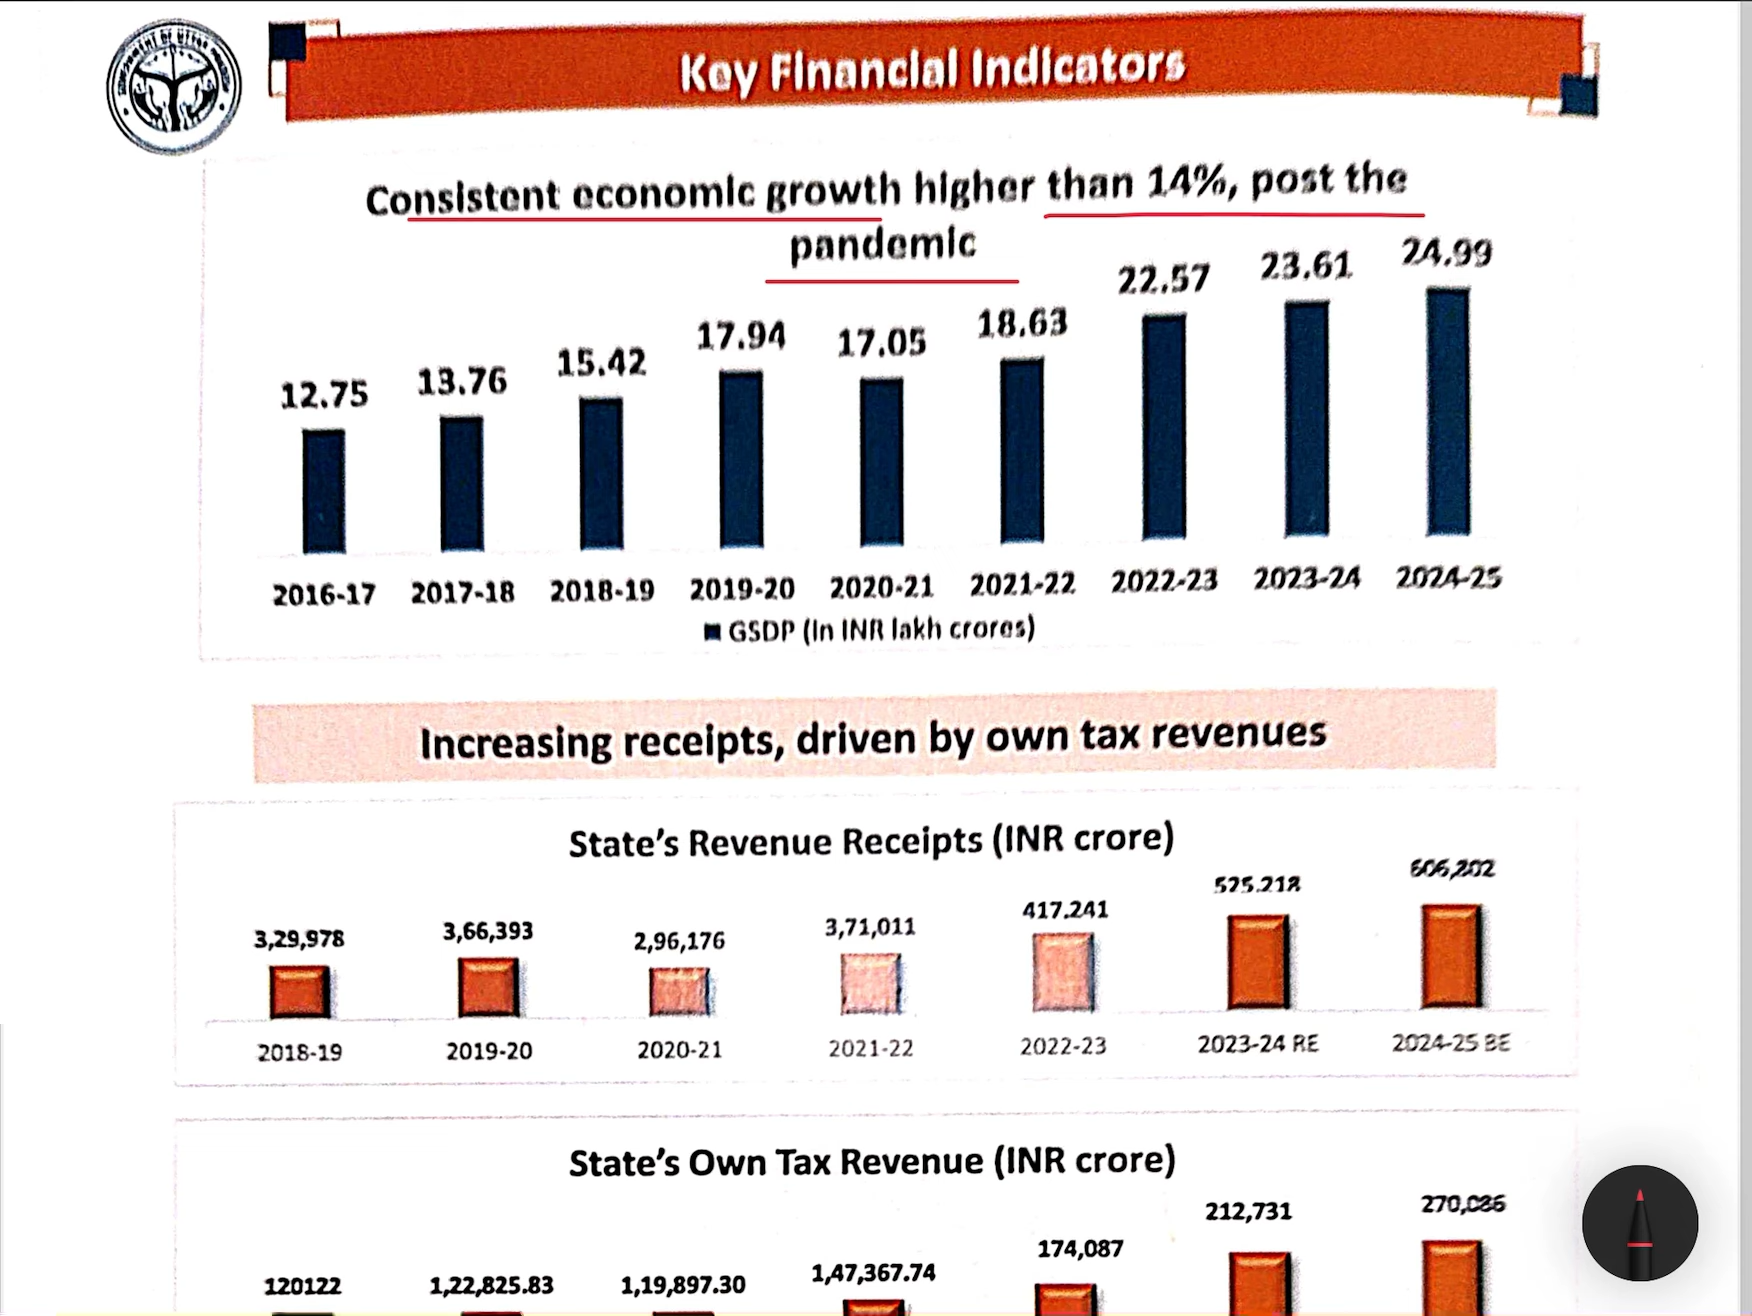 Key Financial Indicators
Consistent economic growth higher than 14%, post the
pandemic
12.75 13.76 15.42 17.94 17.05 18.63 22.57 23.61 24.99
2016-17 2017-18 2018-19 2019-20 2020-21 2021-22 2022-23 2023-24 2024-25
GSDP (In INR lakh crores)
Increasing receipts, driven by own tax revenues
State's Revenue Receipts (INR crore)
3,29,978 3,66,393 2,96,176 3,71,011 417.241 525.218 606,202
2018-19 2019-20 2020-21 2021-22 2022-23 2023-24 RE 2024-25 BE
State's Own Tax Revenue (INR crore)
120122 1,22,825.83 1,19,897.30 1,47,367.74 174,087 212,731 270,086